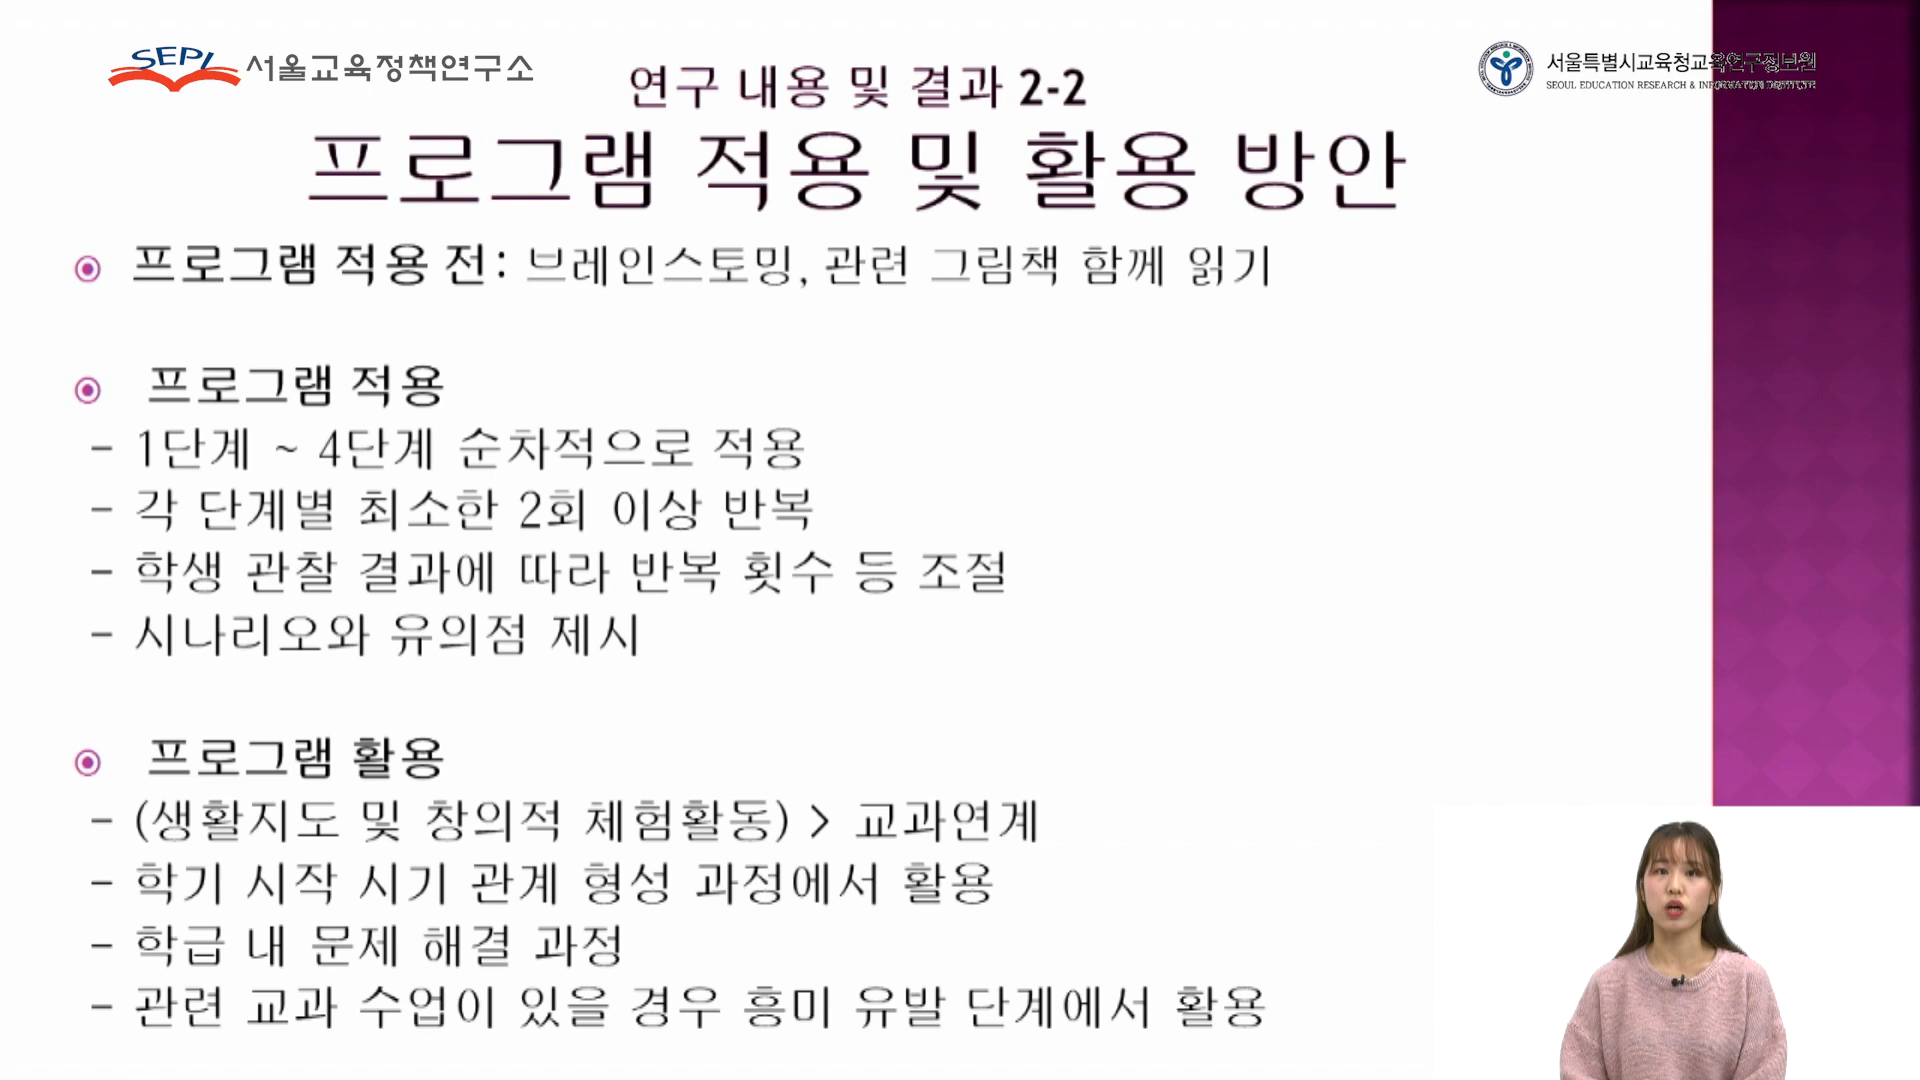 SEPI 서울교육정책연구소
서울특별시교육청교육연구정보원
SEOUL EDUCATION RESEARCH & INFORMATION INSTITUTE
연구 내용 및 결과 2-2
프로그램 적용 및 활용 방안
프로그램 적용 전: 브레인스토밍, 관련 그림책 함께 읽기
프로그램 적용
- 1단계 ~ 4단계 순차적으로 적용
- 각 단계별 최소한 2회 이상 반복
- 학생 관찰 결과에 따라 반복 횟수 등 조절
- 시나리오와 유의점 제시
프로그램 활용
- (생활지도 및 창의적 체험활동) > 교과연계
- 학기 시작 시기 관계 형성 과정에서 활용
- 학급 내 문제 해결 과정
- 관련 교과 수업이 있을 경우 흥미 유발 단계에서 활용